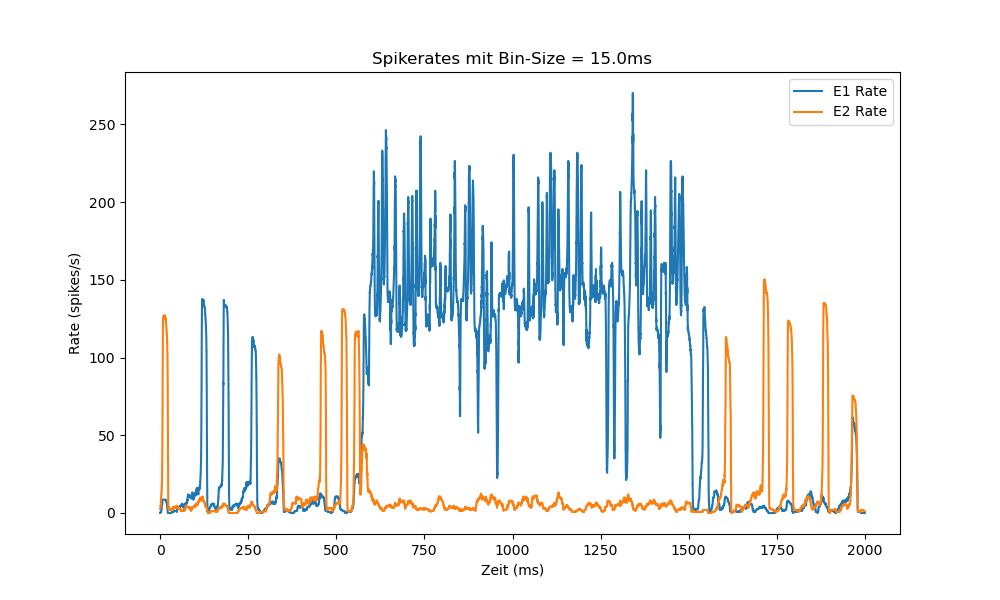 Spikerates mit Bin-Size = 15.0ms
E1 Rate
E2 Rate
250
200
150
100
50
0
Rate (spikes/s)
0 250 500 750 1000 1250 1500 1750 2000
Zeit (ms)